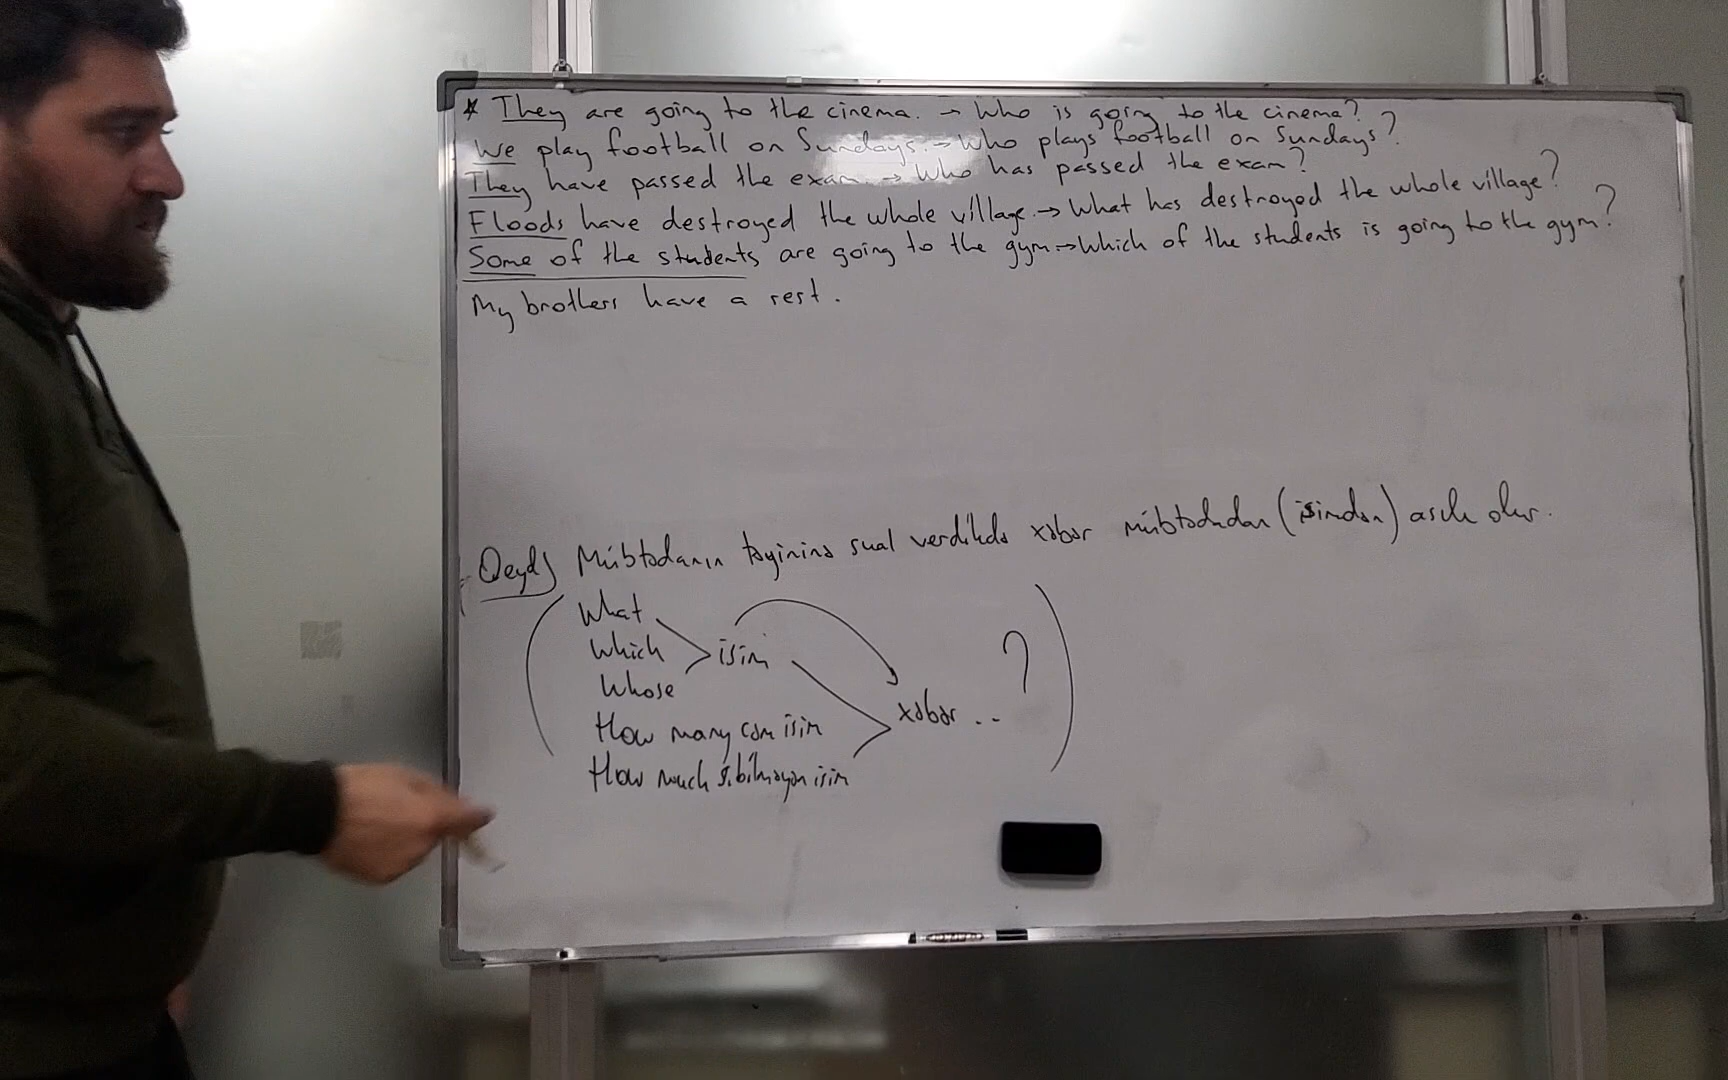 * They are going to the cinema. → Who is going to the cinema?
We play football on Sundays. → Who plays football on Sundays?
They have passed the exam. → Who has passed the exam?
Floods have destroyed the whole village. → What has destroyed the whole village?
Some of the students are going to the gym → Which of the students is going to the gym?
My brothers have a rest.
Qeyd) Mübtədanın təyininə sual verdikdə xəbər mübtədadan (isimdən) asılı olur.
What
Which
Whose
isim
How many cəm isim
How much s.bilməyən isim
xəbər .. ?